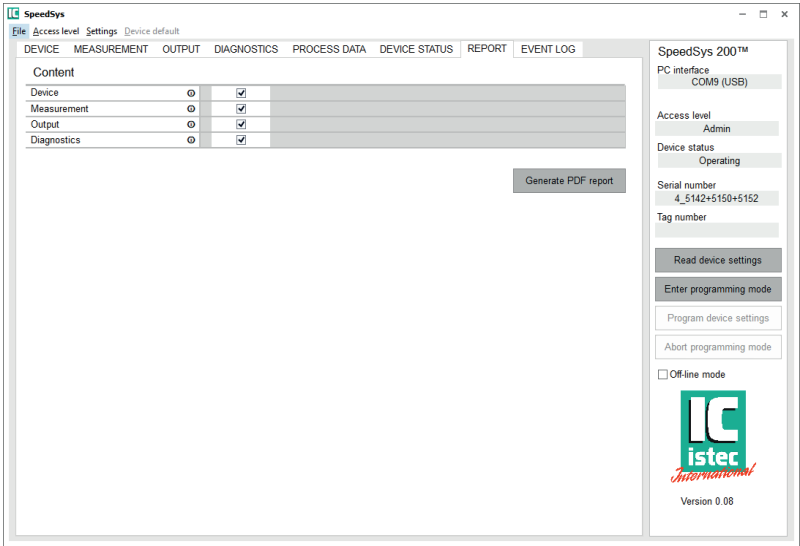 SpeedSys
File Access level Settings Device default
DEVICE MEASUREMENT OUTPUT DIAGNOSTICS PROCESS DATA DEVICE STATUS REPORT EVENT LOG
Content
Device
Measurement
Output
Diagnostics
Generate PDF report
SpeedSys 200™
PC interface
COM9 (USB)
Access level
Admin
Device status
Operating
Serial number
4_5142+5150+5152
Tag number
Read device settings
Enter programming mode
Program device settings
Abort programming mode
Off-line mode
IC
istec
International
Version 0.08